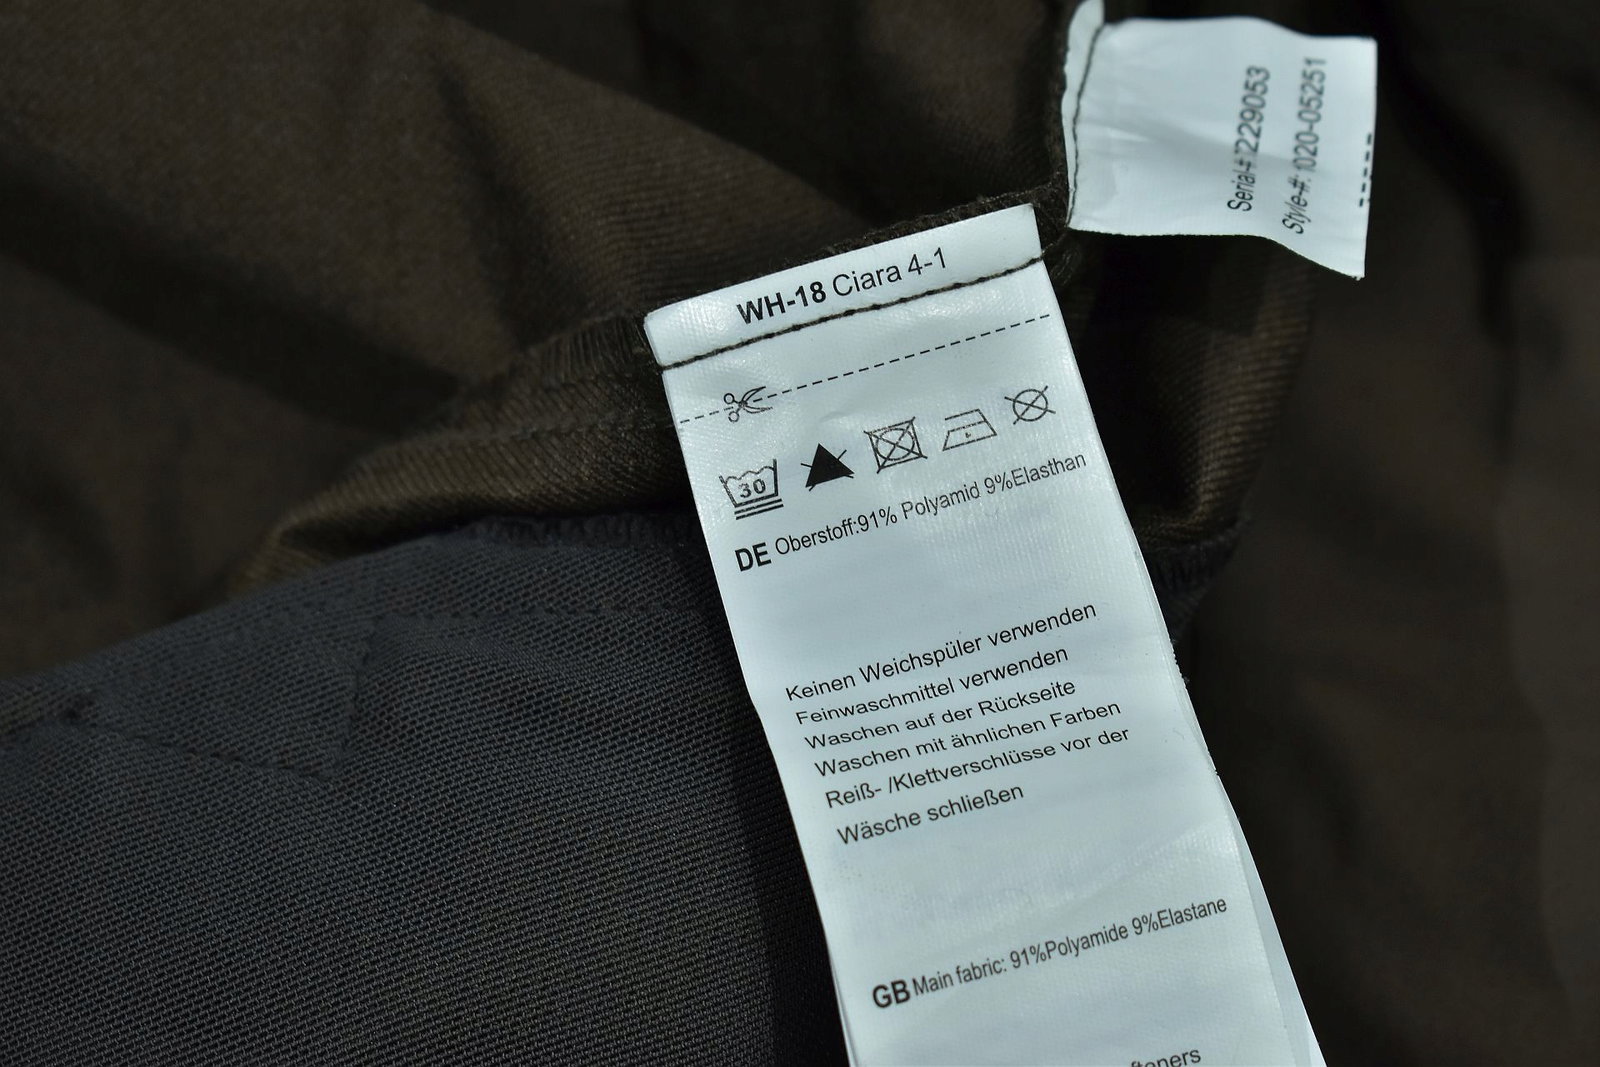 WH-18 Ciara 4-1
30
DE Oberstoff:91% Polyamid 9%Elasthan
Keinen Weichspüler verwenden
Feinwaschmittel verwenden
Waschen auf der Rückseite
Waschen mit ähnlichen Farben
Reiß- /Klettverschlüsse vor der
Wäsche schließen
GB Main fabric: 91%Polyamide 9%Elastane
Serial-#
Style-#: 1020-05251